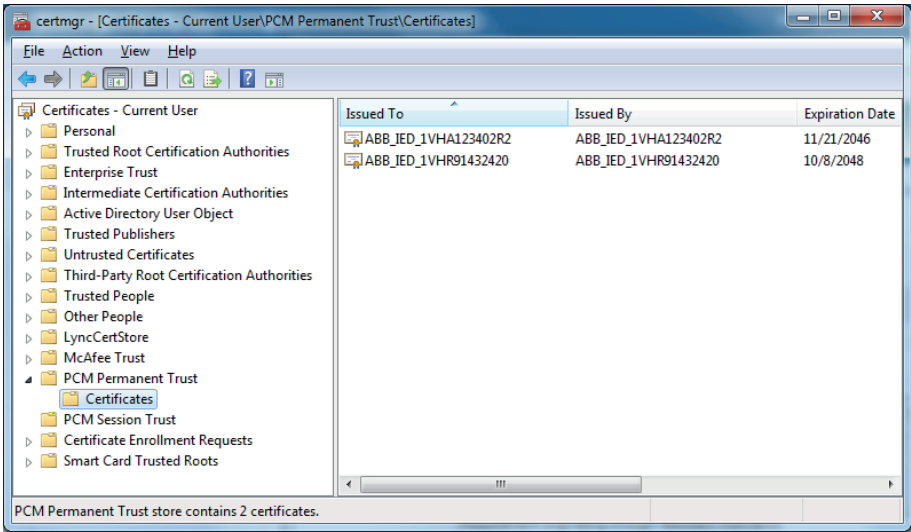 certmgr - [Certificates - Current User\PCM Permanent Trust\Certificates]
File Action View Help
Certificates - Current User
Personal
Trusted Root Certification Authorities
Enterprise Trust
Intermediate Certification Authorities
Active Directory User Object
Trusted Publishers
Untrusted Certificates
Third-Party Root Certification Authorities
Trusted People
Other People
LyncCertStore
McAfee Trust
PCM Permanent Trust
Certificates
PCM Session Trust
Certificate Enrollment Requests
Smart Card Trusted Roots
Issued To Issued By Expiration Date
ABB_IED_1VHA123402R2 ABB_IED_1VHA123402R2 11/21/2046
ABB_IED_1VHR91432420 ABB_IED_1VHR91432420 10/8/2048
PCM Permanent Trust store contains 2 certificates.